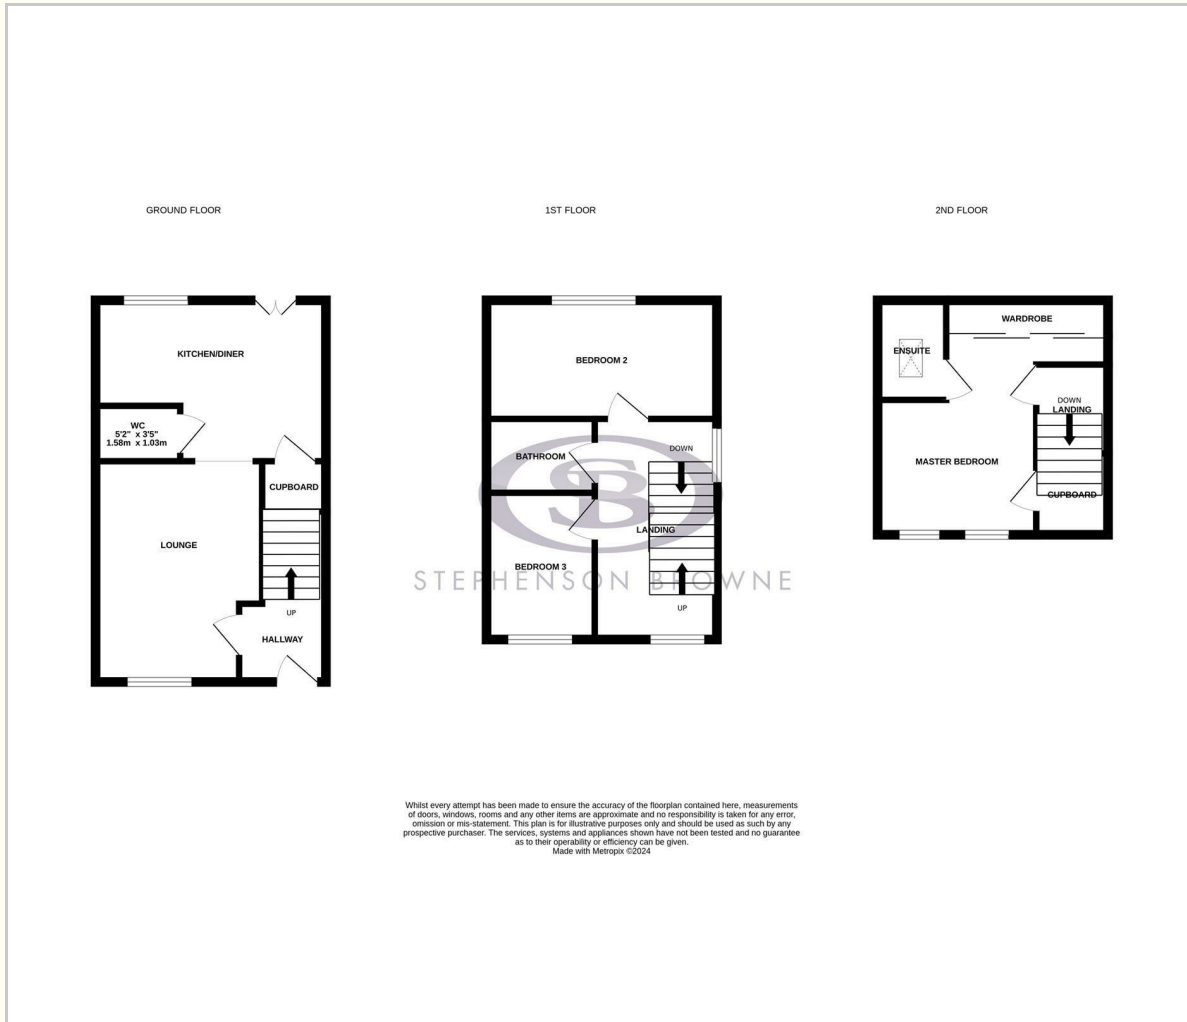 GROUND FLOOR
KITCHEN/DINER
WC
5'2" x 3'5"
1.58m x 1.03m
CUPBOARD
LOUNGE
UP
HALLWAY
1ST FLOOR
BEDROOM 2
BATHROOM
DOWN
LANDING
BEDROOM 3
UP
SB
STEPHENSON BROWNE
2ND FLOOR
WARDROBE
ENSUITE
DOWN
LANDING
MASTER BEDROOM
CUPBOARD
Whilst every attempt has been made to ensure the accuracy of the floorplan contained here, measurements
of doors, windows, rooms and any other items are approximate and no responsibility is taken for any error,
omission or mis-statement. This plan is for illustrative purposes only and should be used as such by any
prospective purchaser. The services, systems and appliances shown have not been tested and no guarantee
as to their operability or efficiency can be given.
Made with Metropix ©2024